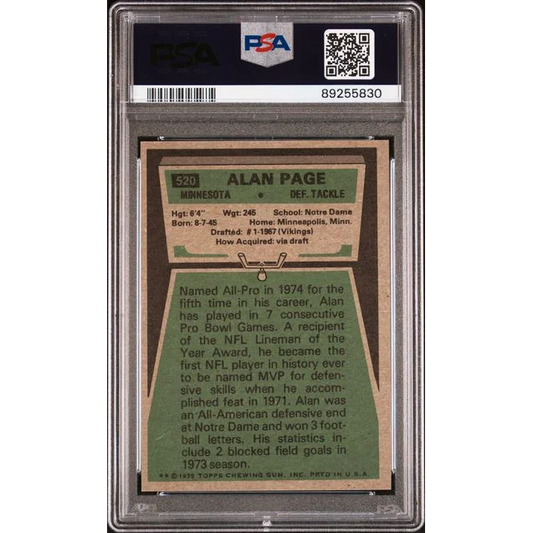 PSA
PSA
89255830
520 ALAN PAGE
MINNESOTA • DEF. TACKLE
Hgt: 6'4" Wgt: 245 School: Notre Dame
Born: 8-7-45 Home: Minneapolis, Minn.
Drafted: #1-1967 (Vikings)
How Acquired: via draft
Named All-Pro in 1974 for the
fifth time in his career, Alan
has played in 7 consecutive
Pro Bowl Games. A recipient
of the NFL Lineman of the
Year Award, he became the
first NFL player in history ever
to be named MVP for defen-
sive skills when he accom-
plished feat in 1971. Alan was
an All-American defensive end
at Notre Dame and won 3 foot-
ball letters. His statistics in-
clude 2 blocked field goals in
1973 season.
** © 1975 TOPPS CHEWING GUM, INC. PRTD IN U.S.A.